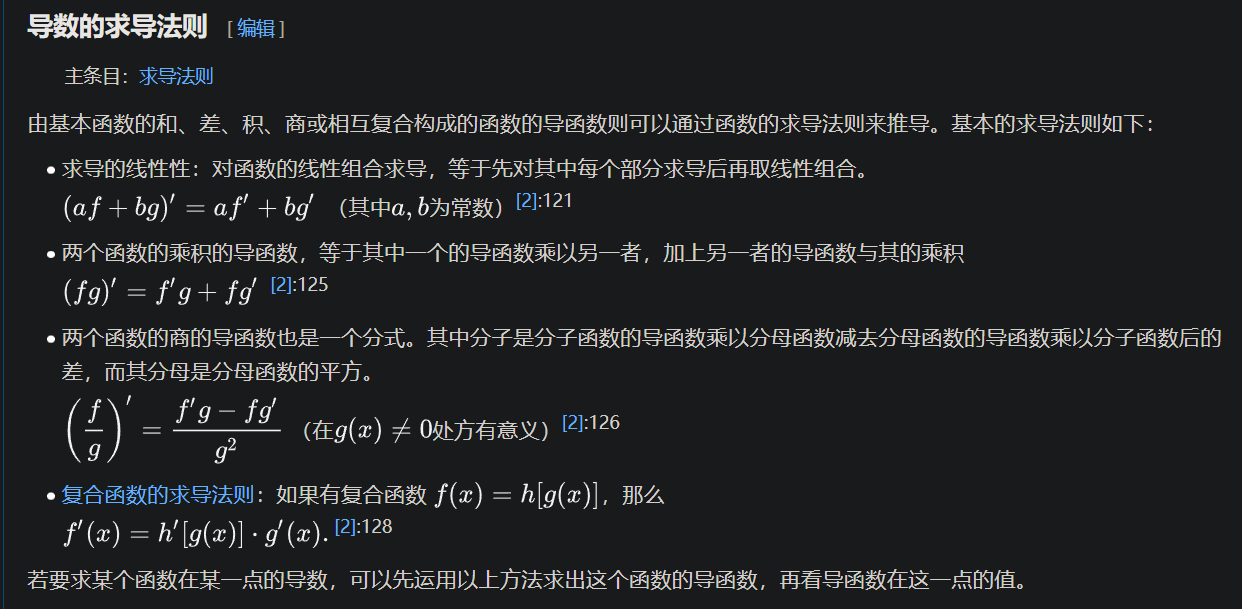 导数的求导法则 [编辑]
主条目：求导法则
由基本函数的和、差、积、商或相互复合构成的函数的导函数则可以通过函数的求导法则来推导。基本的求导法则如下：
• 求导的线性性：对函数的线性组合求导，等于先对其中每个部分求导后再取线性组合。
(af + bg)′ = af′ + bg′ （其中a, b为常数）[2]:121
• 两个函数的乘积的导函数，等于其中一个的导函数乘以另一者，加上另一者的导函数与其的乘积
(fg)′ = f′g + fg′ [2]:125
• 两个函数的商的导函数也是一个分式。其中分子是分子函数的导函数乘以分母函数减去分母函数的导函数乘以分子函数后的
差，而其分母是分母函数的平方。
(f/g)′ = (f′g − fg′)/g² （在g(x) ≠ 0处方有意义）[2]:126
• 复合函数的求导法则：如果有复合函数 f(x) = h[g(x)]，那么
f′(x) = h′[g(x)] · g′(x). [2]:128
若要求某个函数在某一点的导数，可以先运用以上方法求出这个函数的导函数，再看导函数在这一点的值。